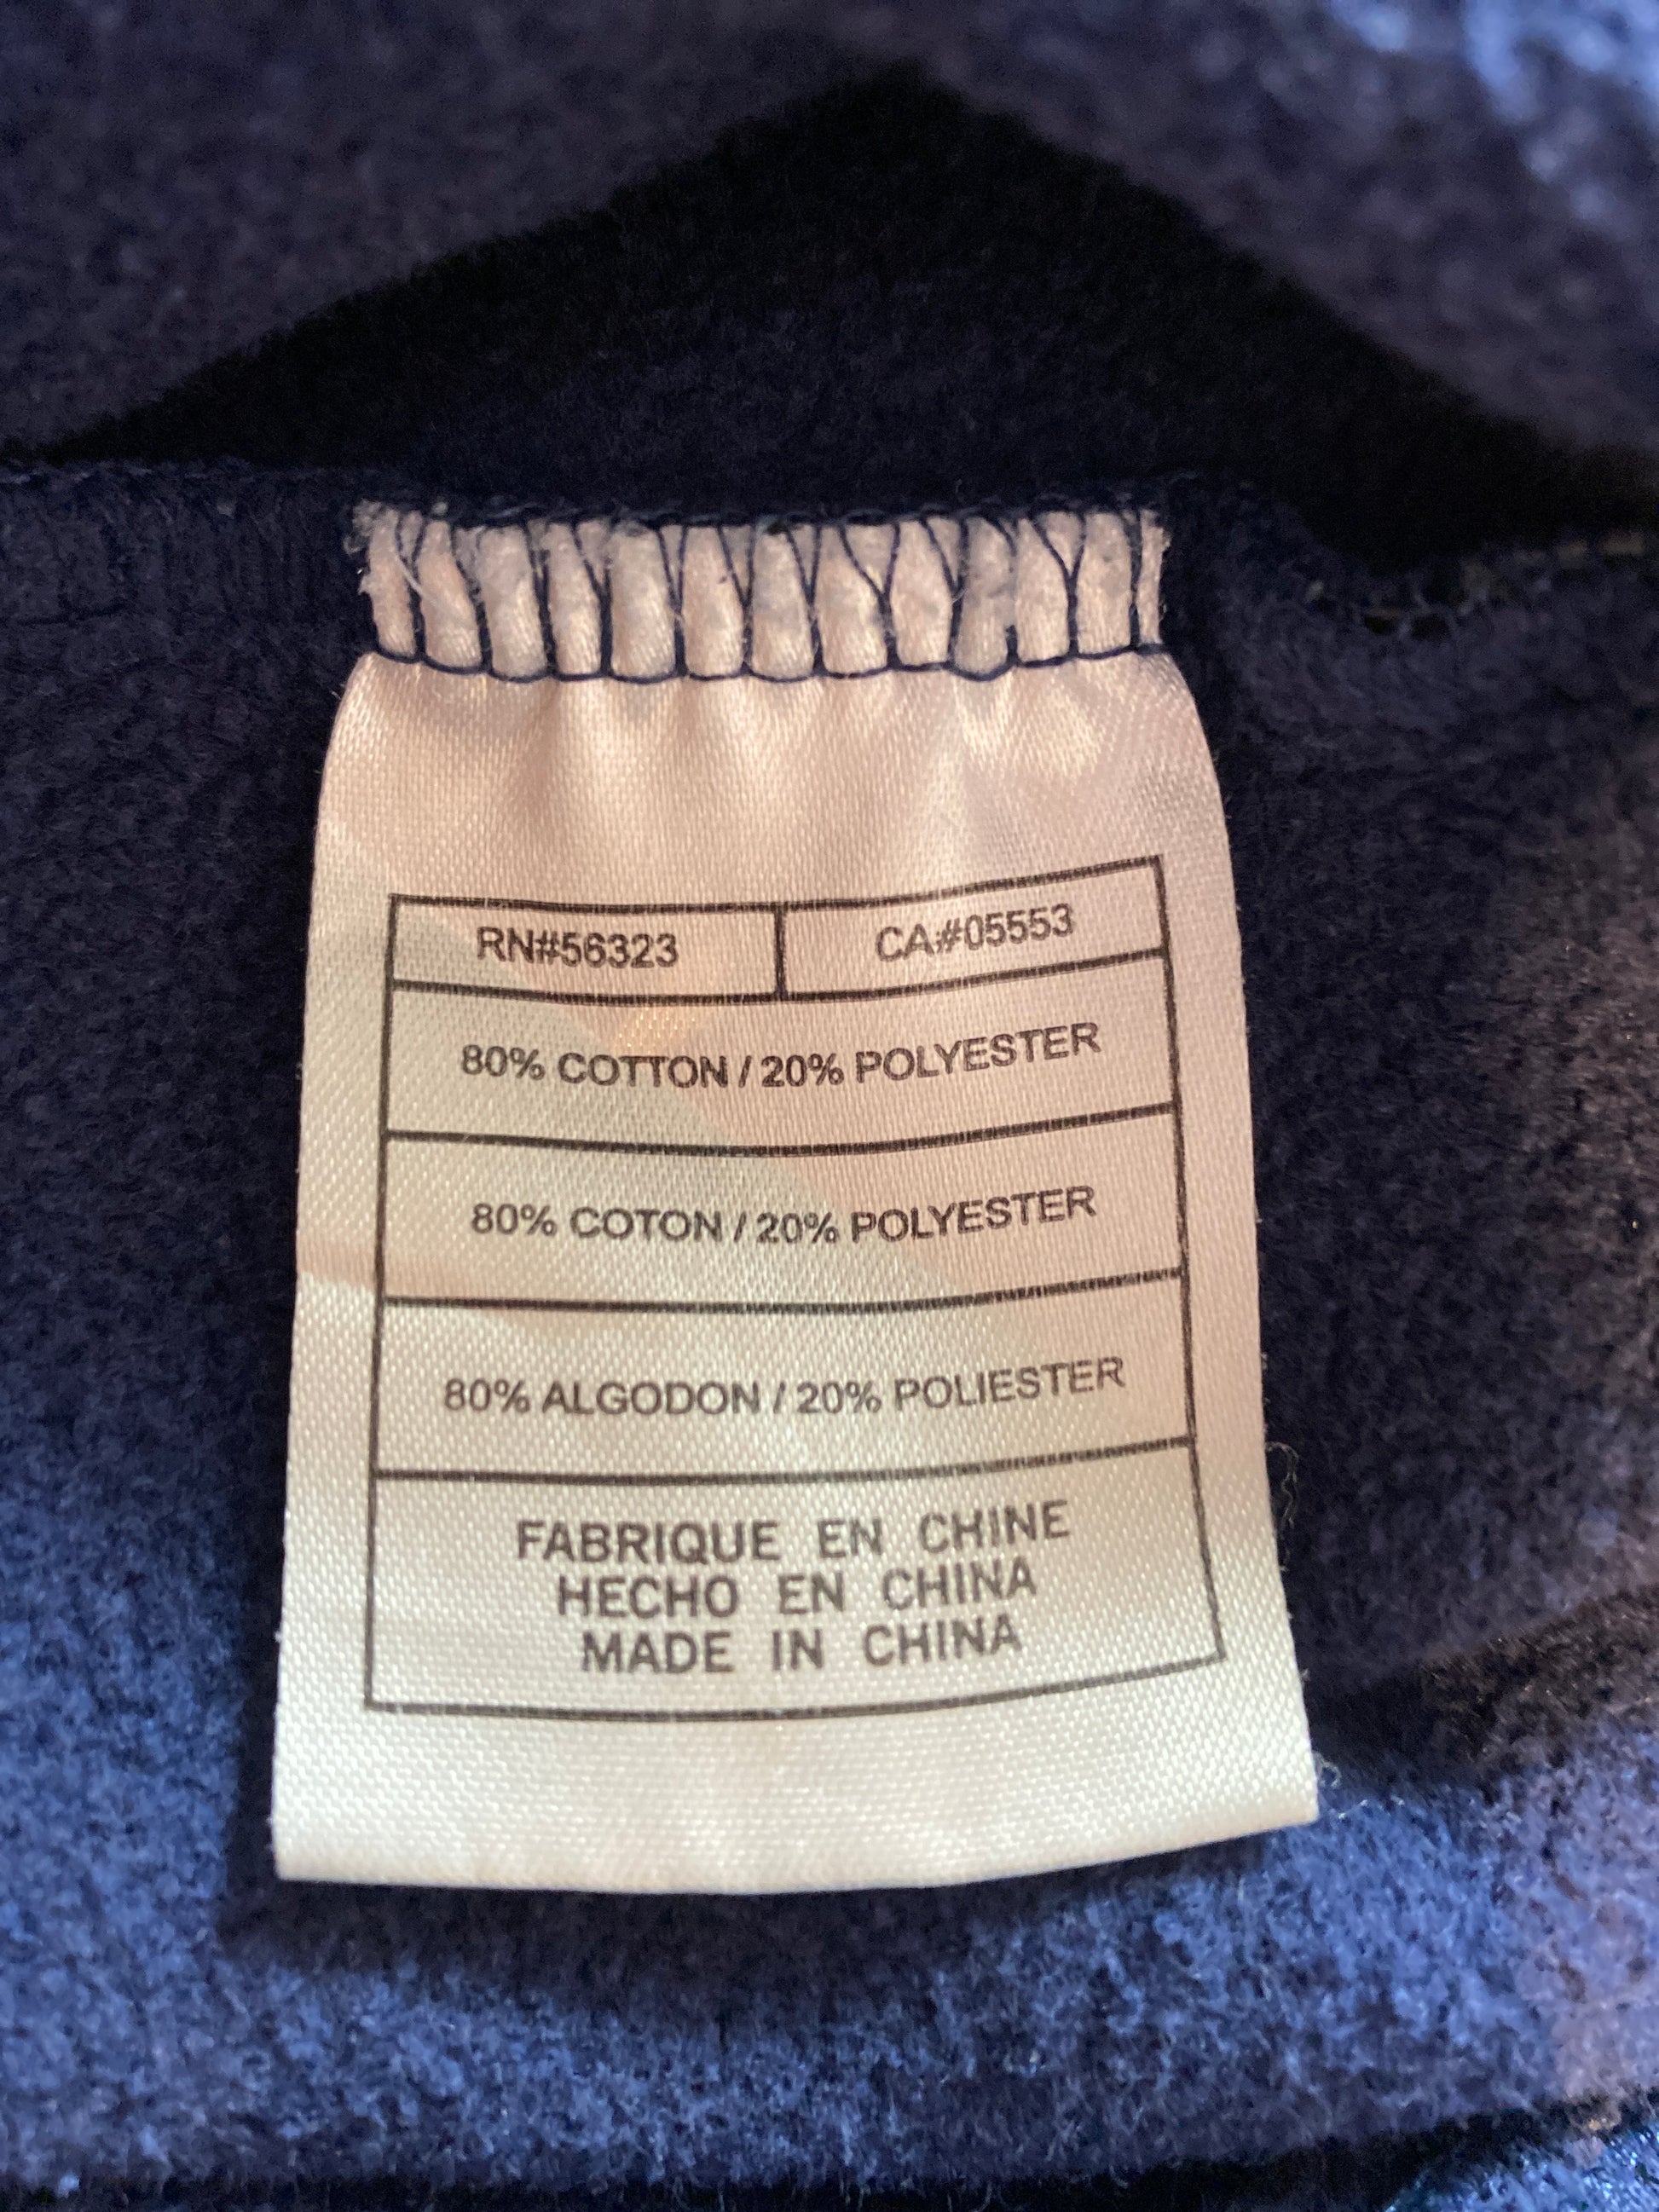 RN#56323 CA#05553
80% COTTON / 20% POLYESTER
80% COTON / 20% POLYESTER
80% ALGODON / 20% POLIESTER
FABRIQUE EN CHINE
HECHO EN CHINA
MADE IN CHINA